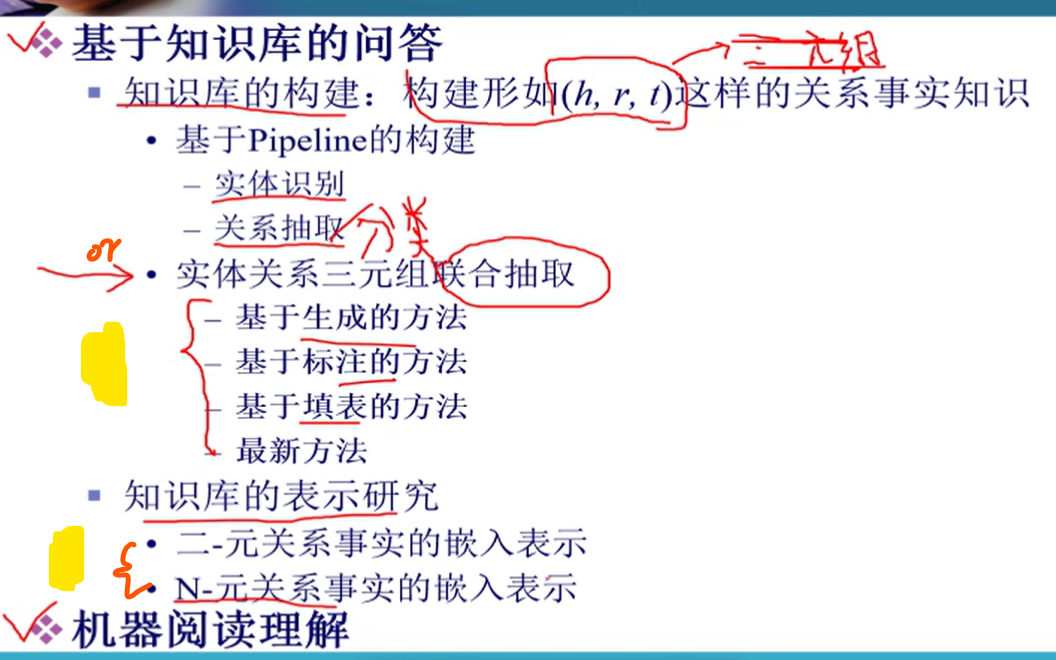 基于知识库的问答
三元组
知识库的构建：构建形如(h, r, t)这样的关系事实知识
• 基于Pipeline的构建
– 实体识别
– 关系抽取 分类
or
• 实体关系三元组联合抽取
– 基于生成的方法
– 基于标注的方法
– 基于填表的方法
– 最新方法
知识库的表示研究
• 二-元关系事实的嵌入表示
• N-元关系事实的嵌入表示
机器阅读理解